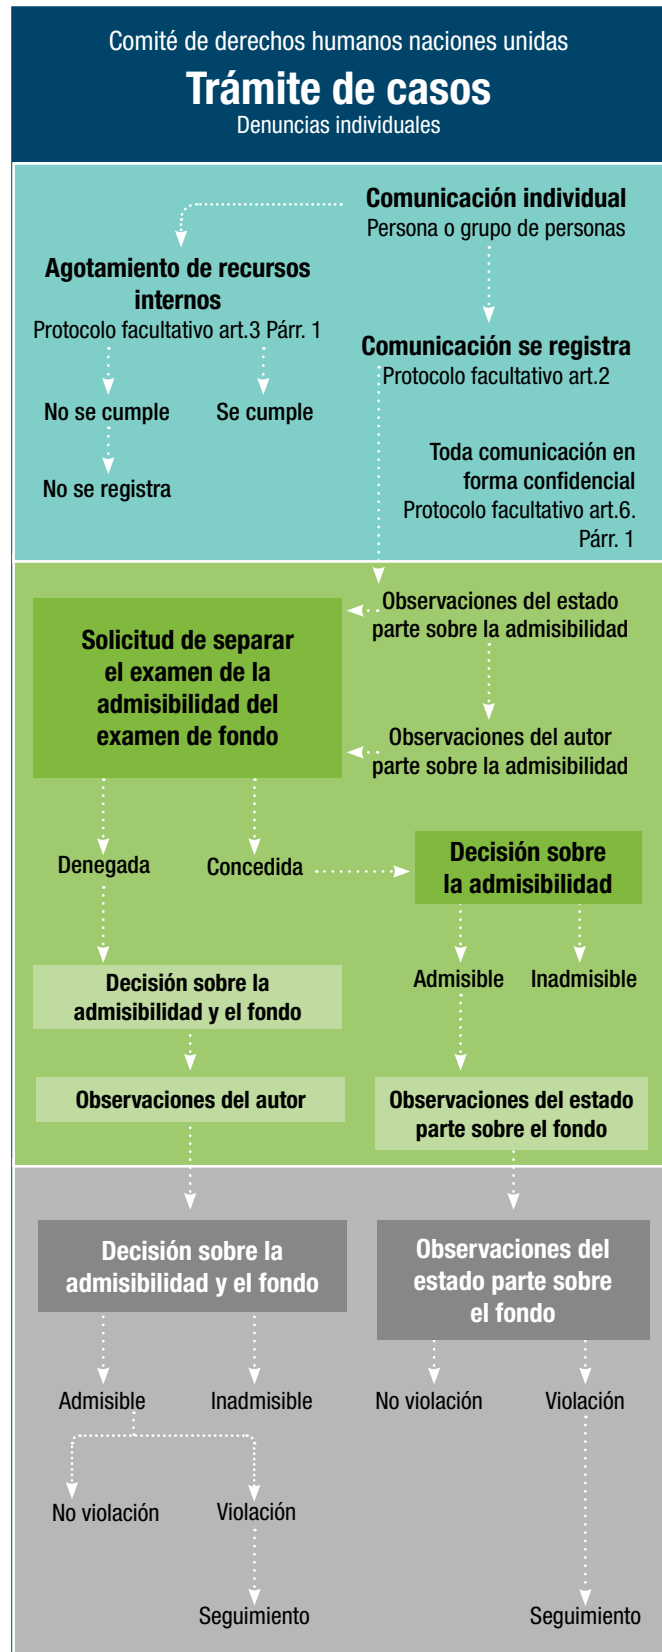 Comité de derechos humanos naciones unidas
Trámite de casos
Denuncias individuales
Comunicación individual
Persona o grupo de personas
Agotamiento de recursos
internos
Protocolo facultativo art.3 Párr. 1
Comunicación se registra
Protocolo facultativo art.2
No se cumple
Se cumple
No se registra
Toda comunicación en
forma confidencial
Protocolo facultativo art.6.
Párr. 1
Observaciones del estado
parte sobre la admisibilidad
Solicitud de separar
el examen de la
admisibilidad del
examen de fondo
Observaciones del autor
parte sobre la admisibilidad
Denegada
Concedida
Decisión sobre
la admisibilidad
Admisible
Inadmisible
Decisión sobre la
admisibilidad y el fondo
Observaciones del autor
Observaciones del estado
parte sobre el fondo
Decisión sobre la
admisibilidad y el fondo
Observaciones del
estado parte sobre
el fondo
Admisible
Inadmisible
No violación
Violación
No violación
Violación
Seguimiento
Seguimiento